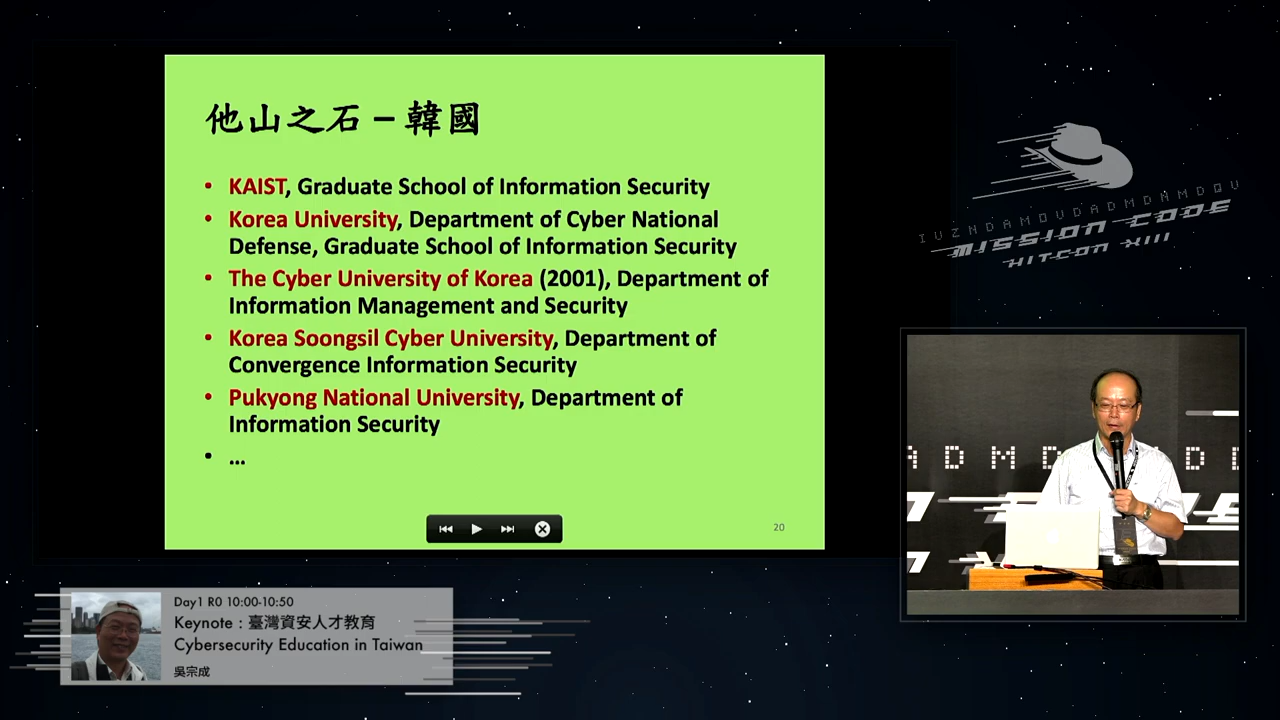 他山之石 – 韓國
• KAIST, Graduate School of Information Security
• Korea University, Department of Cyber National
Defense, Graduate School of Information Security
• The Cyber University of Korea (2001), Department of
Information Management and Security
• Korea Soongsil Cyber University, Department of
Convergence Information Security
• Pukyong National University, Department of
Information Security
• ...
20
IVZNDAMOVDADMDNMDQV
MISSION CODE
HITCON XIII
ADMD
D
Day1 R0 10:00-10:50
Keynote：臺灣資安人才教育
Cybersecurity Education in Taiwan
吳宗成